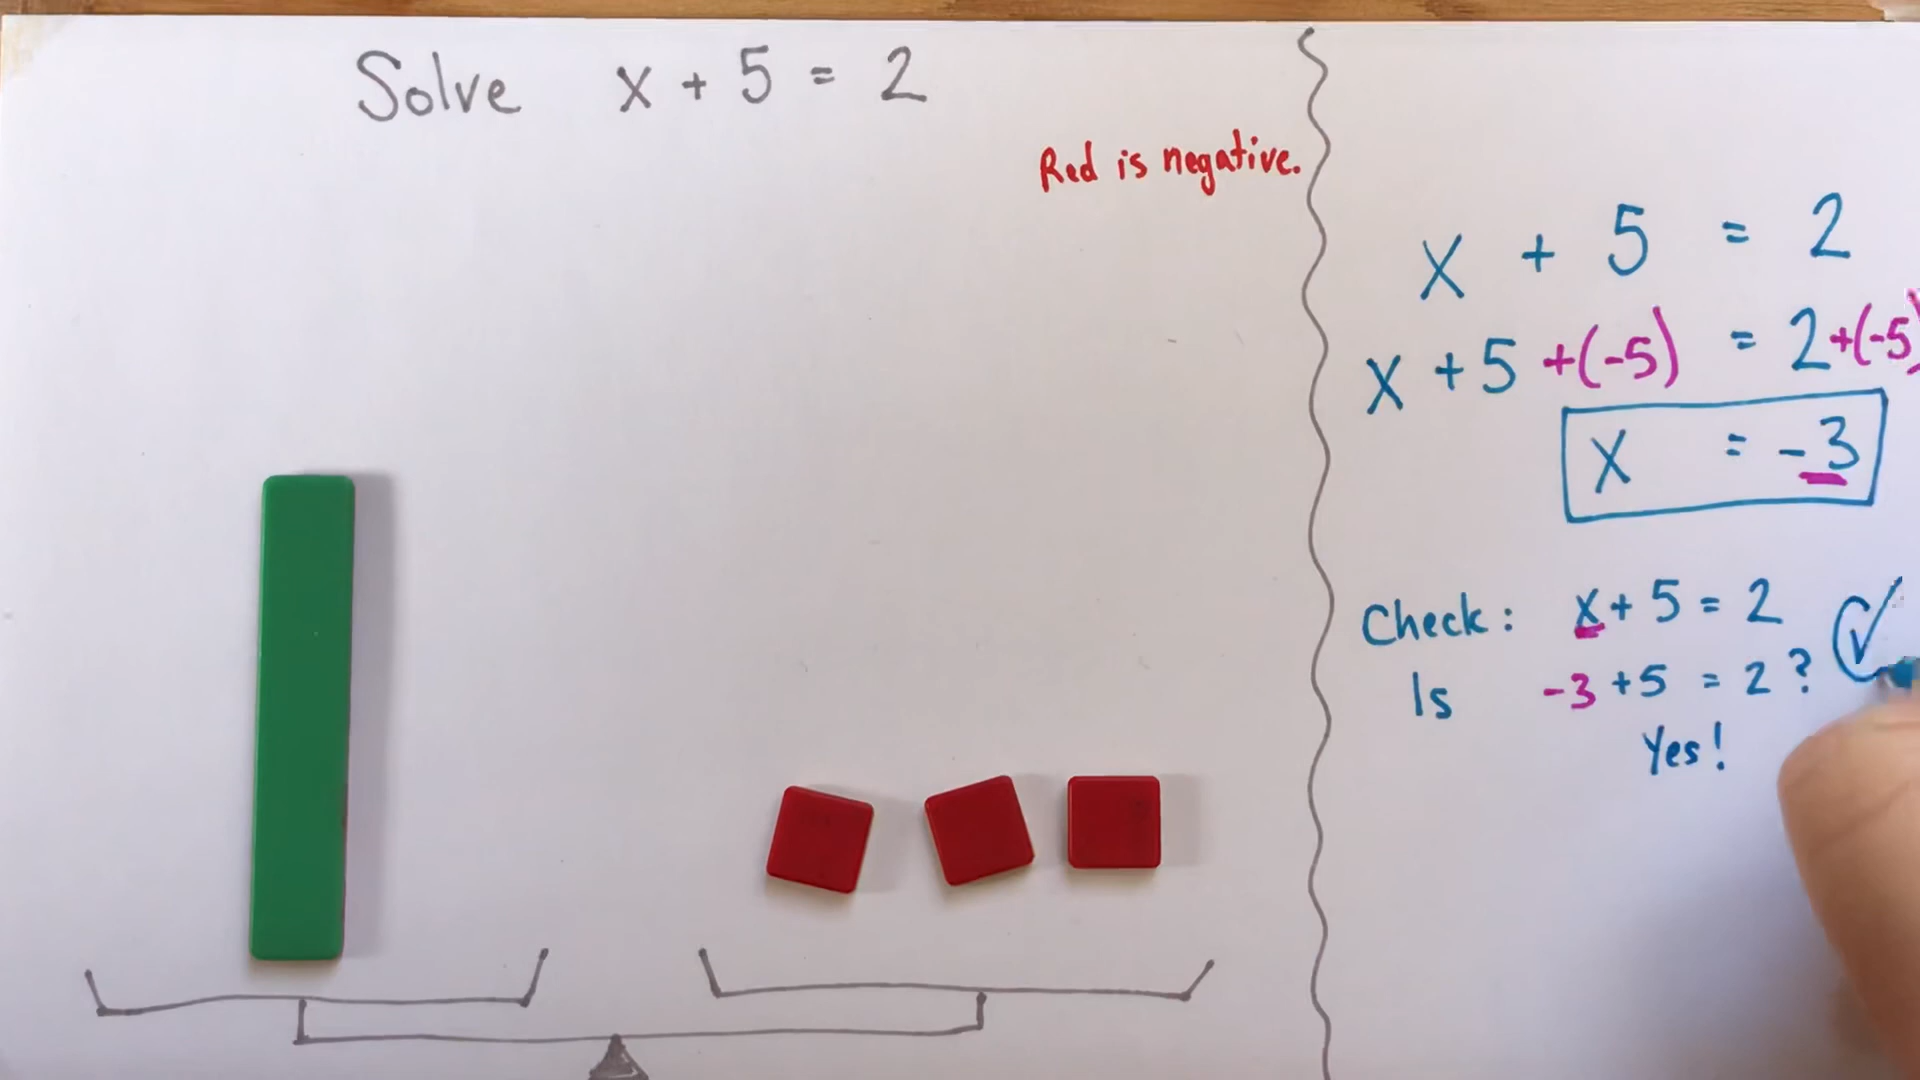 Solve x + 5 = 2
Red is negative.
x + 5 = 2
x + 5 + (-5) = 2 + (-5)
x = -3
Check: x + 5 = 2
Is -3 + 5 = 2 ?
Yes!